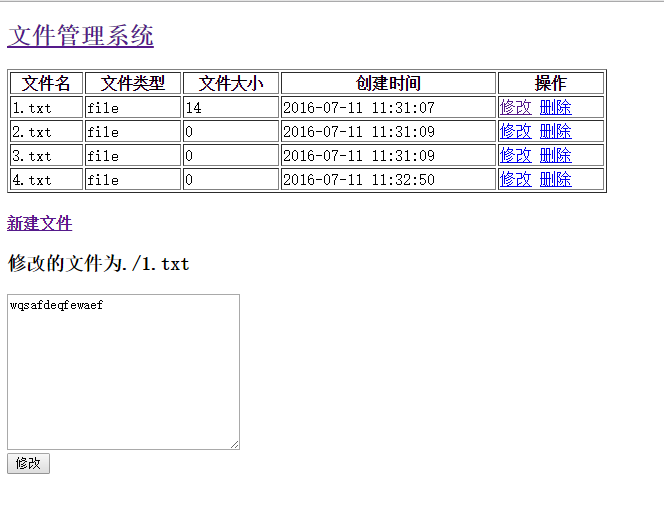 文件管理系统
文件名 文件类型 文件大小 创建时间 操作
1.txt file 14 2016-07-11 11:31:07 修改 删除
2.txt file 0 2016-07-11 11:31:09 修改 删除
3.txt file 0 2016-07-11 11:31:09 修改 删除
4.txt file 0 2016-07-11 11:32:50 修改 删除
新建文件
修改的文件为./1.txt
wqsafdeqfewaef
修改